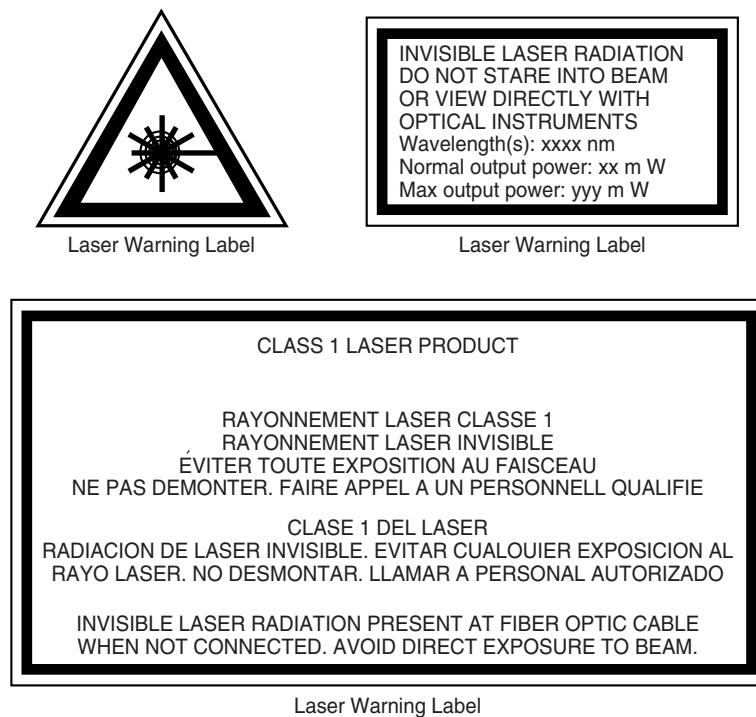 INVISIBLE LASER RADIATION
DO NOT STARE INTO BEAM
OR VIEW DIRECTLY WITH
OPTICAL INSTRUMENTS
Wavelength(s): xxxx nm
Normal output power: xx m W
Max output power: yyy m W
Laser Warning Label
Laser Warning Label
CLASS 1 LASER PRODUCT
RAYONNEMENT LASER CLASSE 1
RAYONNEMENT LASER INVISIBLE
ÉVITER TOUTE EXPOSITION AU FAISCEAU
NE PAS DEMONTER. FAIRE APPEL A UN PERSONNELL QUALIFIE
CLASE 1 DEL LASER
RADIACION DE LASER INVISIBLE. EVITAR CUALOUIER EXPOSICION AL
RAYO LASER. NO DESMONTAR. LLAMAR A PERSONAL AUTORIZADO
INVISIBLE LASER RADIATION PRESENT AT FIBER OPTIC CABLE
WHEN NOT CONNECTED. AVOID DIRECT EXPOSURE TO BEAM.
Laser Warning Label